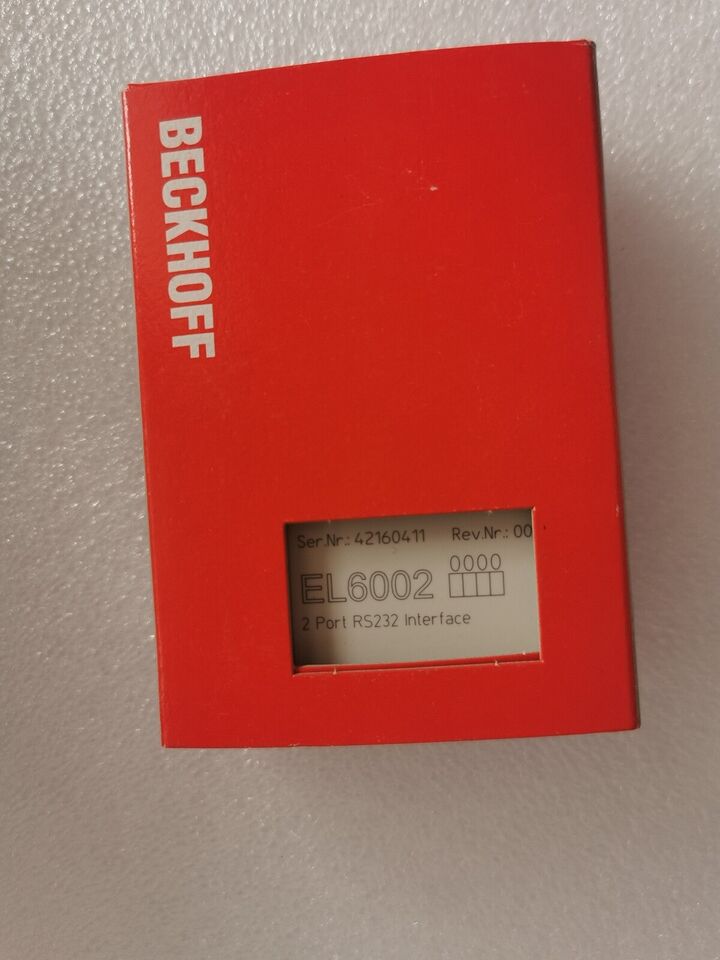 BECKHOFF
Ser.Nr.: 42160411 Rev.Nr.: 00
0000
EL6002
2 Port RS232 Interface